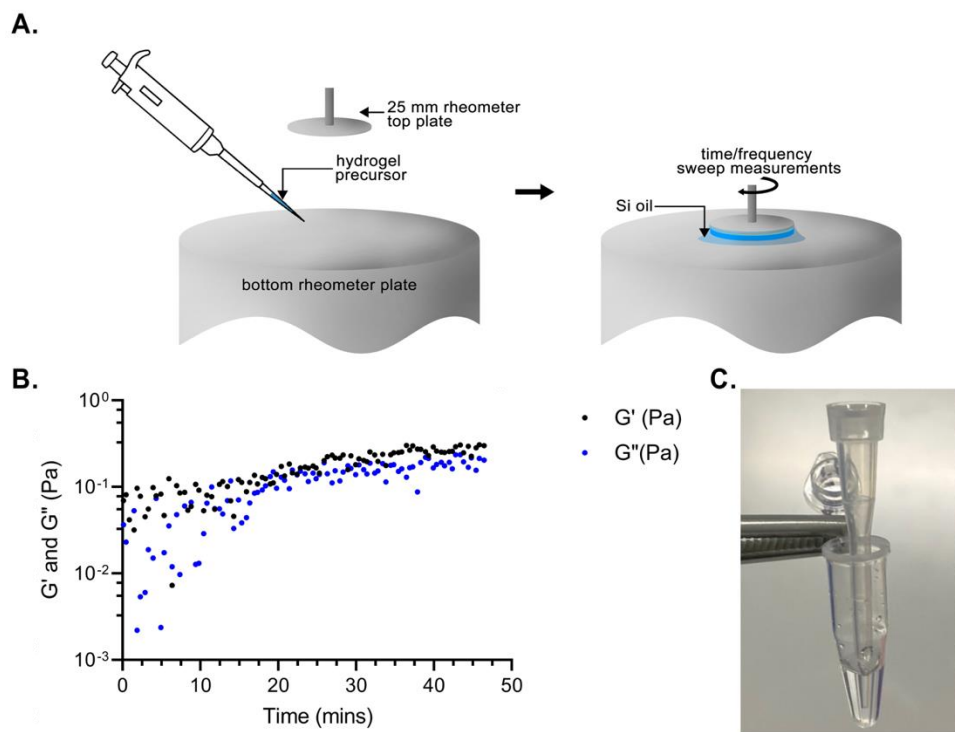 A.
25 mm rheometer
top plate
hydrogel
precursor
bottom rheometer plate
time/frequency
sweep measurements
Si oil
B.
10⁰
10⁻¹
10⁻²
10⁻³
G' and G" (Pa)
0 10 20 30 40 50
Time (mins)
G' (Pa)
G"(Pa)
C.